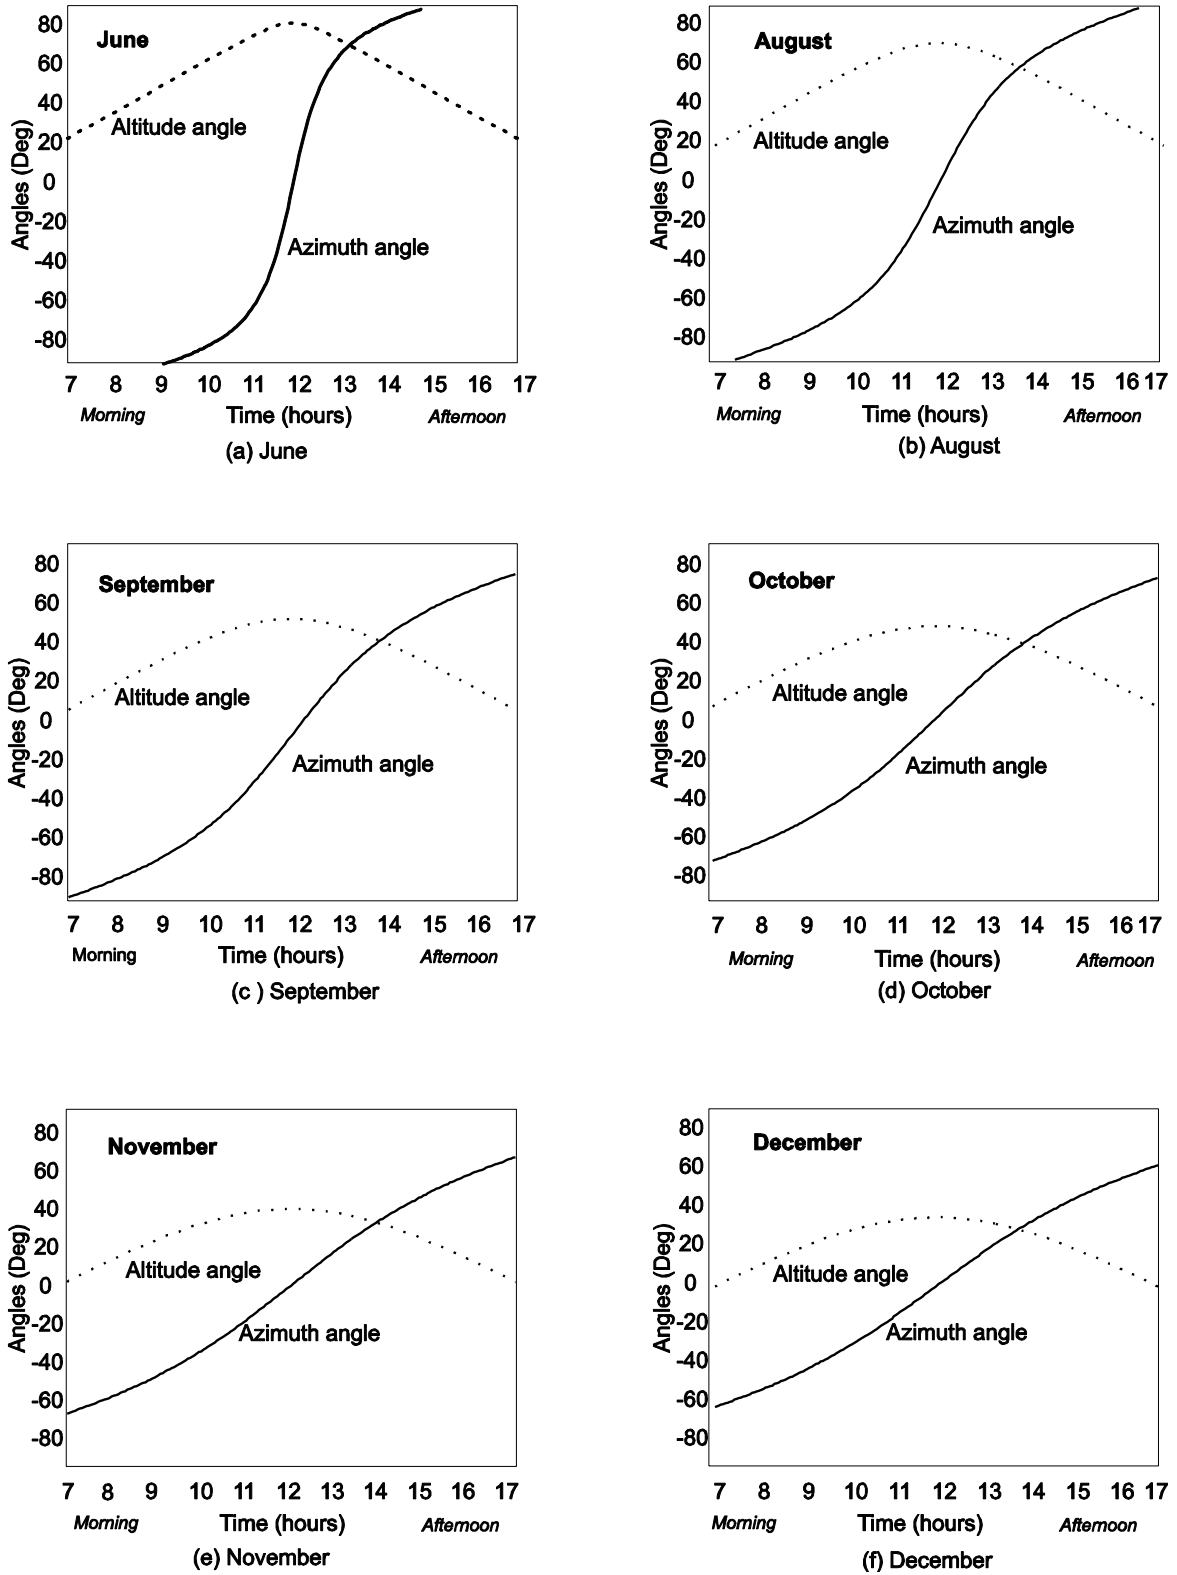 June
80
60
40
20
0
-20
-40
-60
-80
Angles (Deg)
Altitude angle
Azimuth angle
7 8 9 10 11 12 13 14 15 16 17
Morning Time (hours) Afternoon
(a) June
August
80
60
40
20
0
-20
-40
-60
-80
Angles (Deg)
Altitude angle
Azimuth angle
7 8 9 10 11 12 13 14 15 16 17
Morning Time (hours) Afternoon
(b) August
September
80
60
40
20
0
-20
-40
-60
-80
Angles (Deg)
Altitude angle
Azimuth angle
7 8 9 10 11 12 13 14 15 16 17
Morning Time (hours) Afternoon
(c ) September
October
80
60
40
20
0
-20
-40
-60
-80
Angles (Deg)
Altitude angle
Azimuth angle
7 8 9 10 11 12 13 14 15 16 17
Morning Time (hours) Afternoon
(d) October
November
80
60
40
20
0
-20
-40
-60
-80
Angles (Deg)
Altitude angle
Azimuth angle
7 8 9 10 11 12 13 14 15 16 17
Morning Time (hours) Afternoon
(e) November
December
80
60
40
20
0
-20
-40
-60
-80
Angles (Deg)
Altitude angle
Azimuth angle
7 8 9 10 11 12 13 14 15 16 17
Morning Time (hours) Afternoon
(f) December